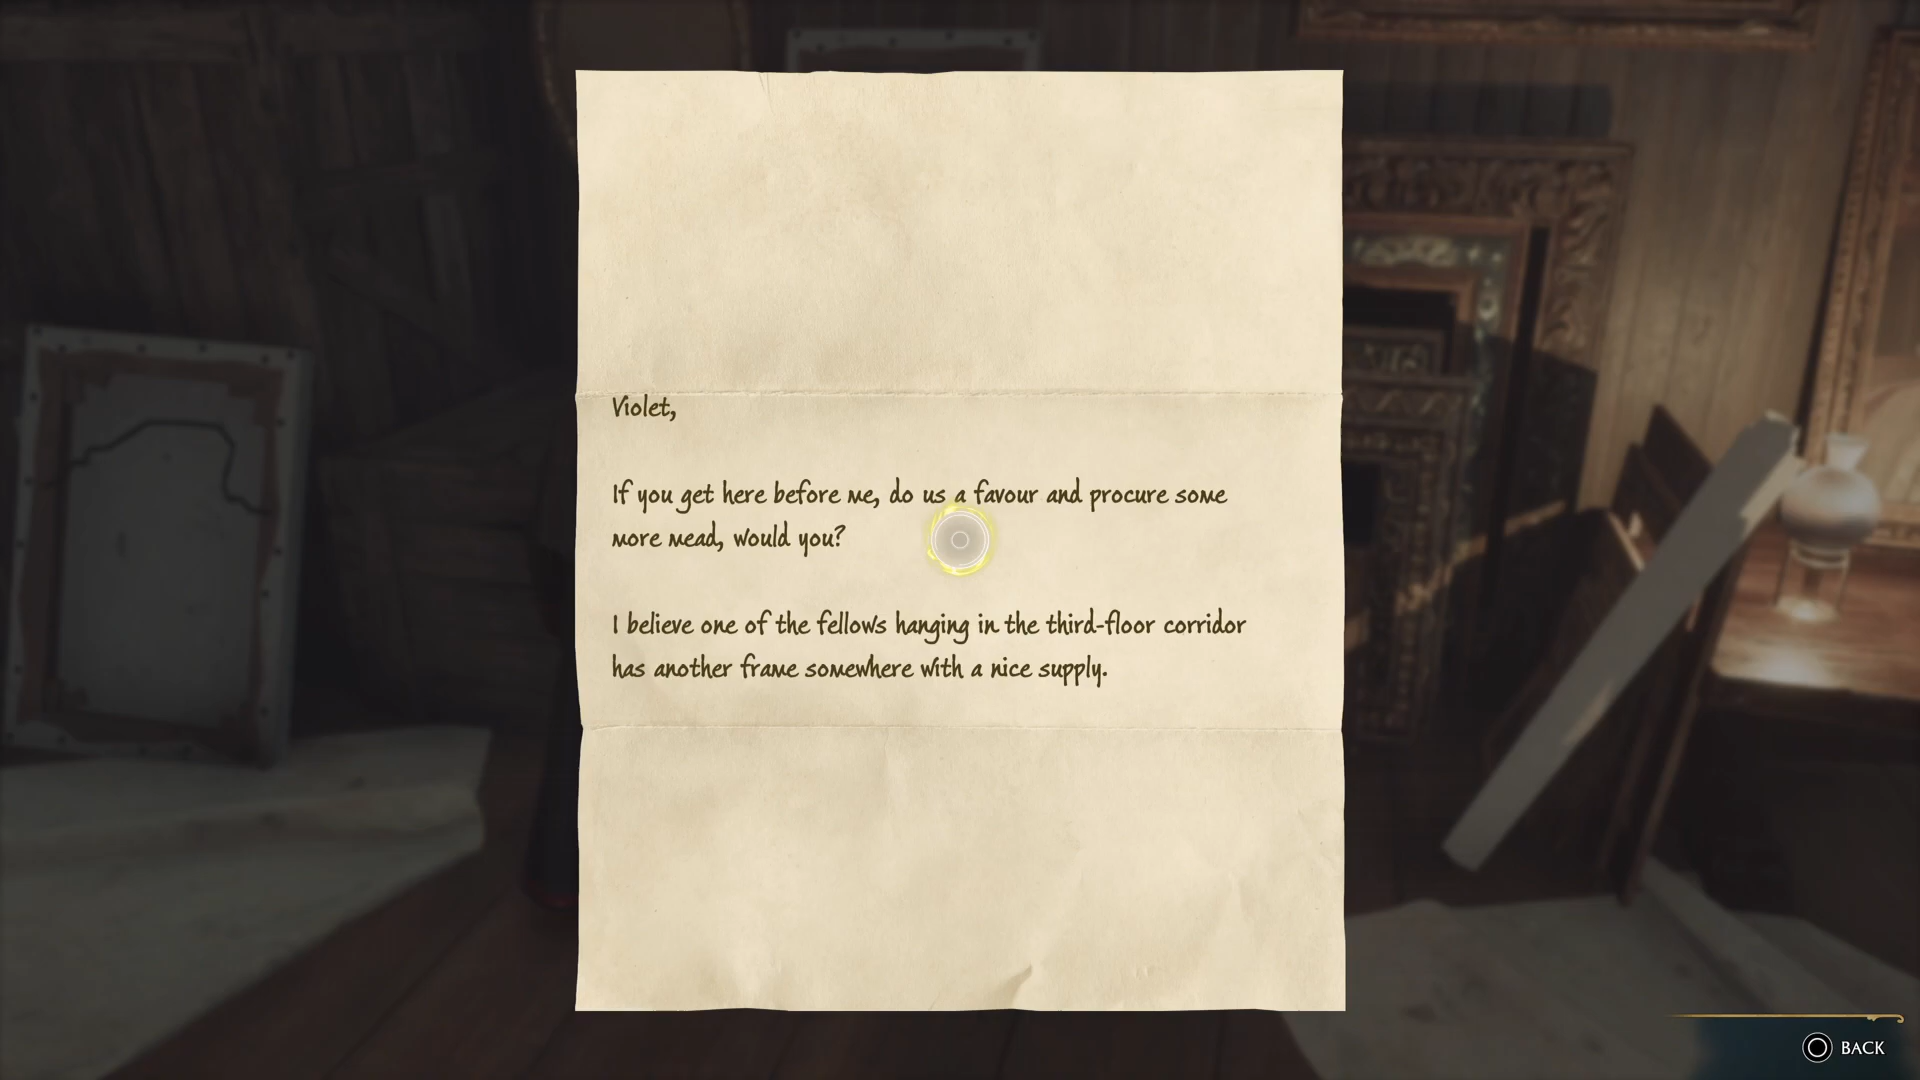 Violet,
If you get here before me, do us a favour and procure some
more mead, would you?
I believe one of the fellows hanging in the third-floor corridor
has another frame somewhere with a nice supply.
BACK